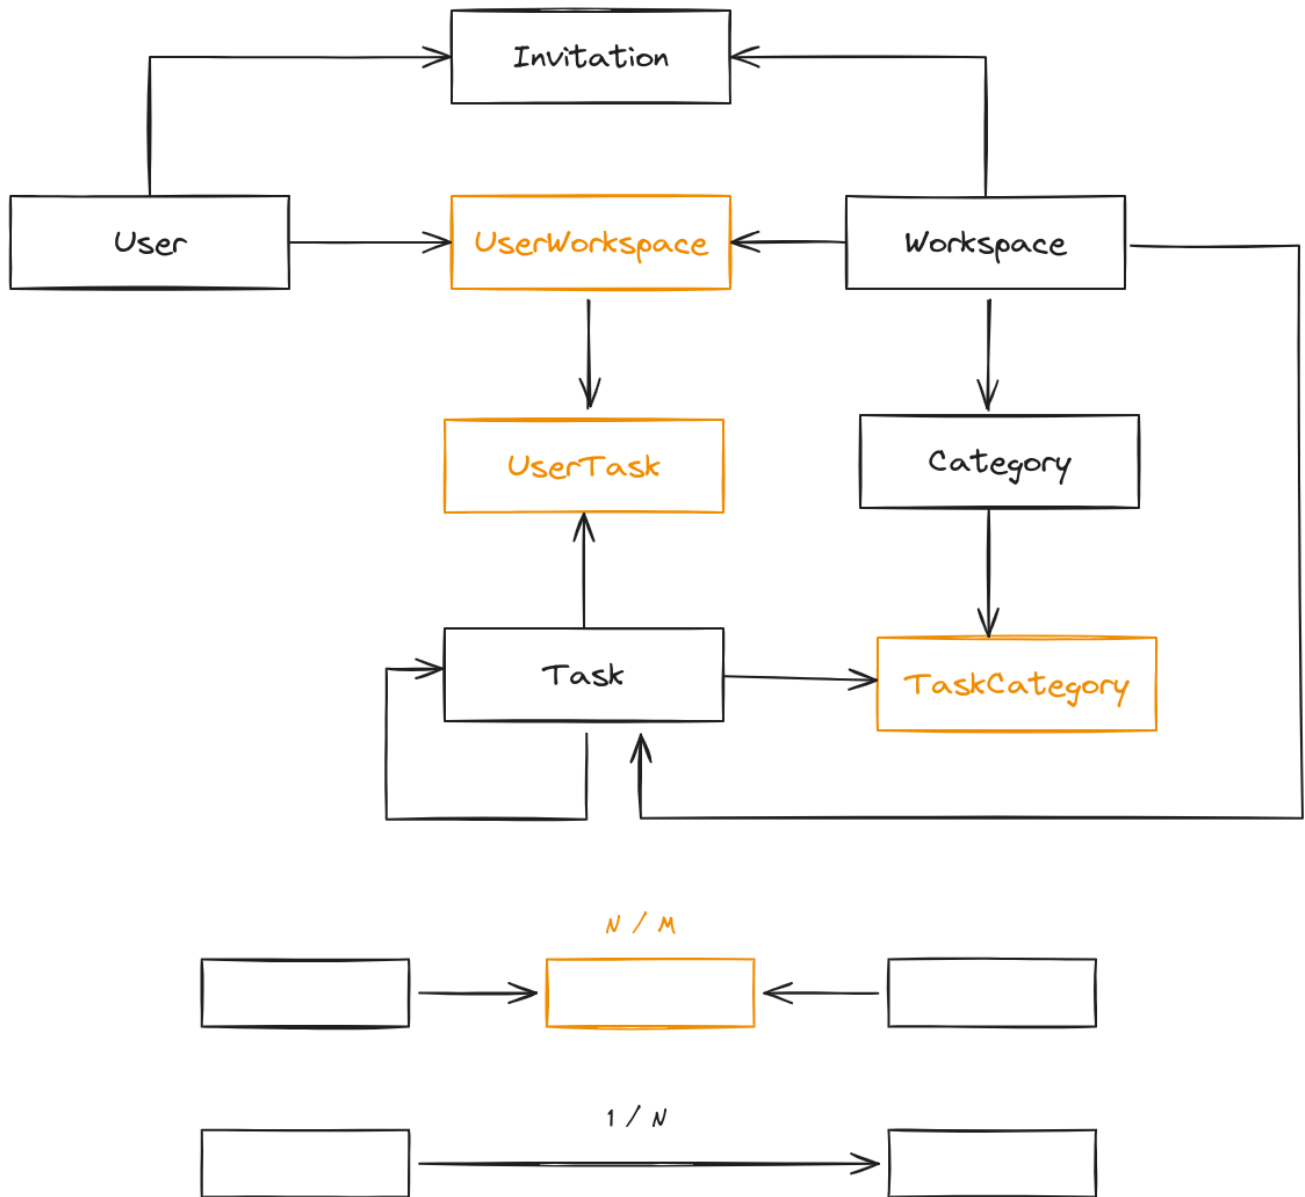 Invitation
User
UserWorkspace
Workspace
UserTask
Category
Task
TaskCategory
N / M
1 / N